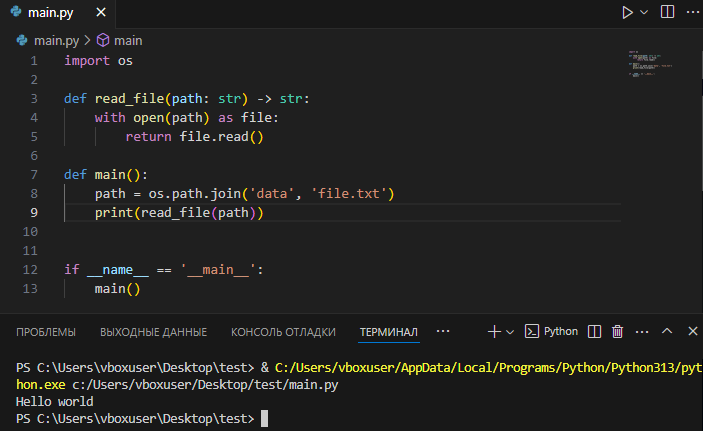 main.py
main.py > main
1 import os
2
3 def read_file(path: str) -> str:
4     with open(path) as file:
5         return file.read()
6
7 def main():
8     path = os.path.join('data', 'file.txt')
9     print(read_file(path))
10
11
12 if __name__ == '__main__':
13     main()
ПРОБЛЕМЫ ВЫХОДНЫЕ ДАННЫЕ КОНСОЛЬ ОТЛАДКИ ТЕРМИНАЛ ... Python
PS C:\Users\vboxuser\Desktop\test> & C:/Users/vboxuser/AppData/Local/Programs/Python/Python313/pyt
hon.exe c:/Users/vboxuser/Desktop/test/main.py
Hello world
PS C:\Users\vboxuser\Desktop\test>